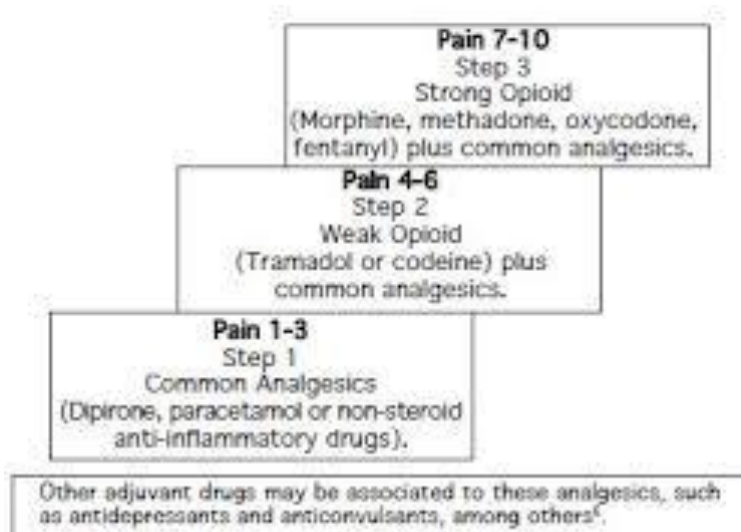 Pain 7-10
Step 3
Strong Opioid
(Morphine, methadone, oxycodone,
fentanyl) plus common analgesics.
Pain 4-6
Step 2
Weak Opioid
(Tramadol or codeine) plus
common analgesics.
Pain 1-3
Step 1
Common Analgesics
(Dipirone, paracetamol or non-steroid
anti-inflammatory drugs).
Other adjuvant drugs may be associated to these analgesics, such
as antidepressants and anticonvulsants, among others.